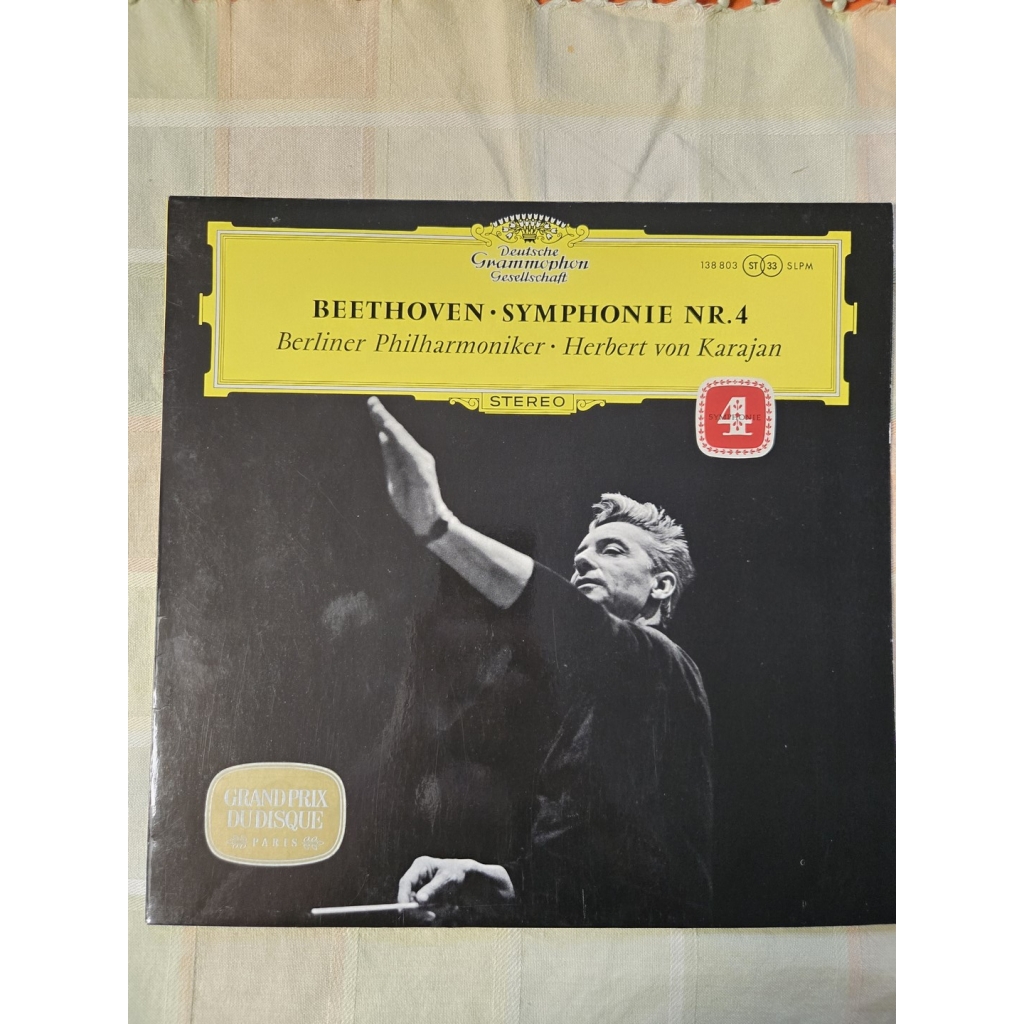 Deutsche
Grammophon
Gesellschaft
138 803 ST 33 SLPM
BEETHOVEN · SYMPHONIE NR. 4
Berliner Philharmoniker · Herbert von Karajan
STEREO
4
SYMPHONIE
GRAND PRIX
DU DISQUE
PARIS